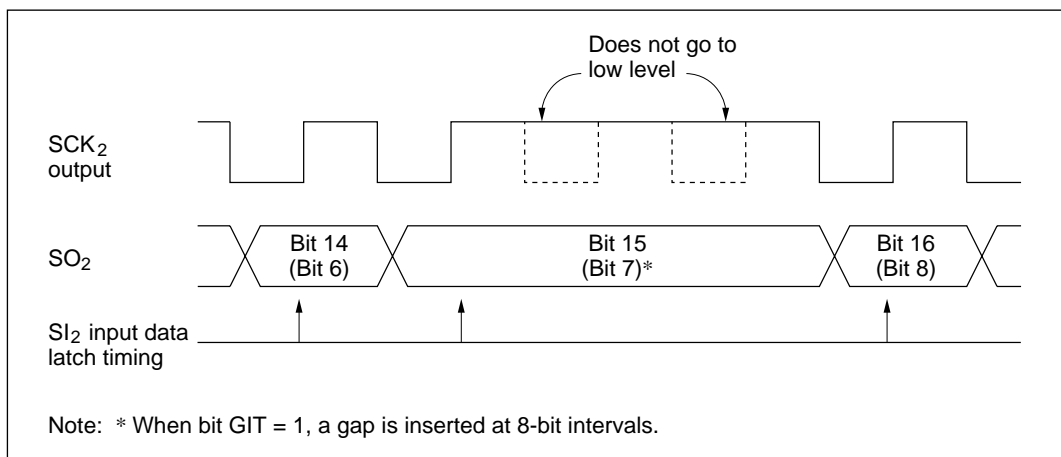 Does not go to
low level
SCK2
output
SO2
Bit 14
(Bit 6)
Bit 15
(Bit 7)*
Bit 16
(Bit 8)
SI2 input data
latch timing
Note: * When bit GIT = 1, a gap is inserted at 8-bit intervals.